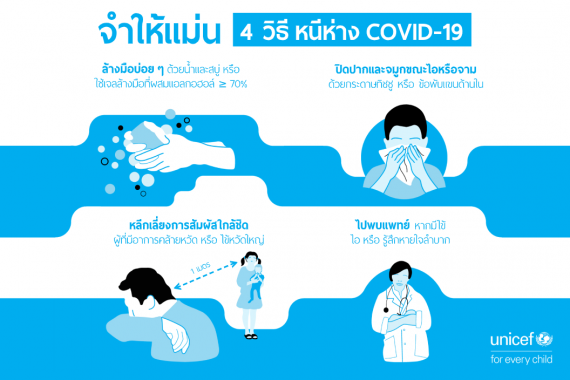 จำให้แม่น 4 วิธี หนีห่าง COVID-19
ล้างมือบ่อย ๆ ด้วยน้ำและสบู่ หรือ
ใช้เจลล้างมือที่ผสมแอลกอฮอล์ ≥ 70%
ปิดปากและจมูกขณะไอหรือจาม
ด้วยกระดาษทิชชู หรือ ข้อพับแขนด้านใน
หลีกเลี่ยงการสัมผัสใกล้ชิด
ผู้ที่มีอาการคล้ายหวัด หรือ ไข้หวัดใหญ่
1 เมตร
ไปพบแพทย์ หากมีไข้
ไอ หรือ รู้สึกหายใจลำบาก
unicef
for every child